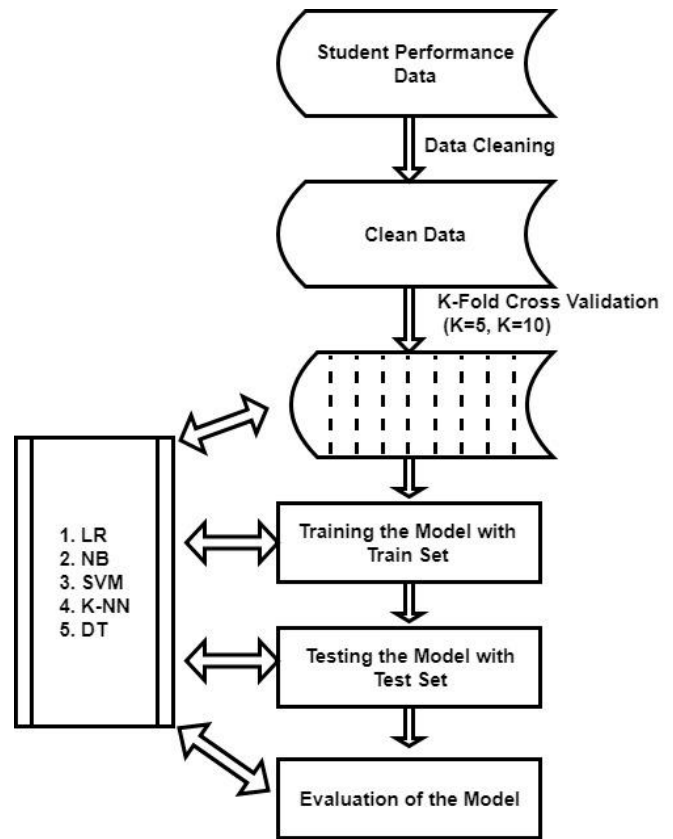 Student Performance
Data
Data Cleaning
Clean Data
K-Fold Cross Validation
(K=5, K=10)
1. LR
2. NB
3. SVM
4. K-NN
5. DT
Training the Model with
Train Set
Testing the Model with
Test Set
Evaluation of the Model